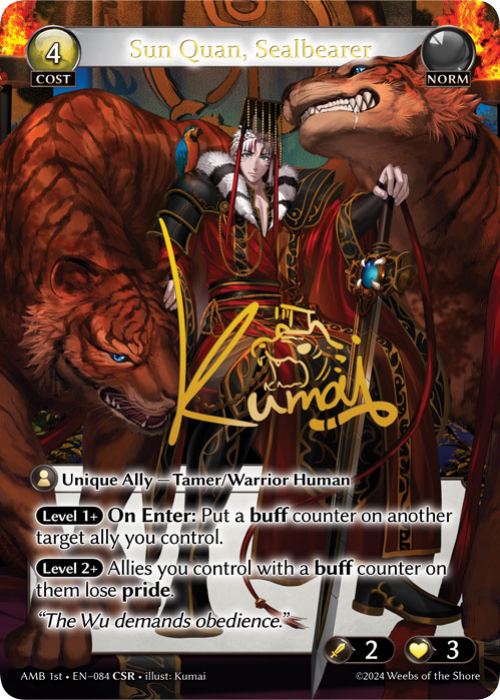 4
COST
Sun Quan, Sealbearer
NORM
Kumai
Unique Ally — Tamer/Warrior Human
Level 1+ On Enter: Put a buff counter on another
target ally you control.
Level 2+ Allies you control with a buff counter on
them lose pride.
“The Wu demands obedience.”
2
3
AMB 1st • EN–084 CSR • illust: Kumai
©2024 Weebs of the Shore